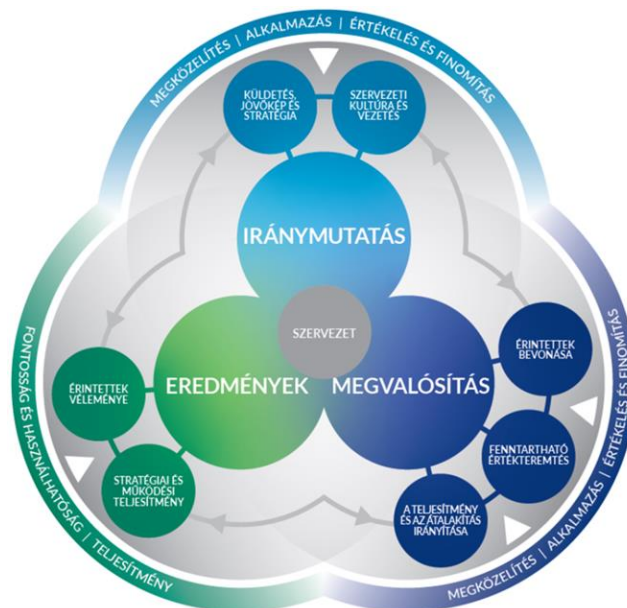 MEGKÖZELÍTÉS | ALKALMAZÁS | ÉRTÉKELÉS ÉS FINOMÍTÁS
KÜLDETÉS,
JÖVŐKÉP ÉS
STRATÉGIA
SZERVEZETI
KULTÚRA ÉS
VEZETÉS
IRÁNYMUTATÁS
SZERVEZET
EREDMÉNYEK
MEGVALÓSÍTÁS
ÉRINTETTEK
VÉLEMÉNYE
STRATÉGIAI ÉS
MŰKÖDÉSI
TELJESÍTMÉNY
ÉRINTETTEK
BEVONÁSA
FENNTARTHATÓ
ÉRTÉKTEREMTÉS
A TELJESÍTMÉNY
ÉS AZ ÁTALAKÍTÁS
IRÁNYÍTÁSA
FONTOSSÁG ÉS HASZNÁLHATÓSÁG | TELJESÍTMÉNY
MEGKÖZELÍTÉS | ALKALMAZÁS | ÉRTÉKELÉS ÉS FINOMÍTÁS